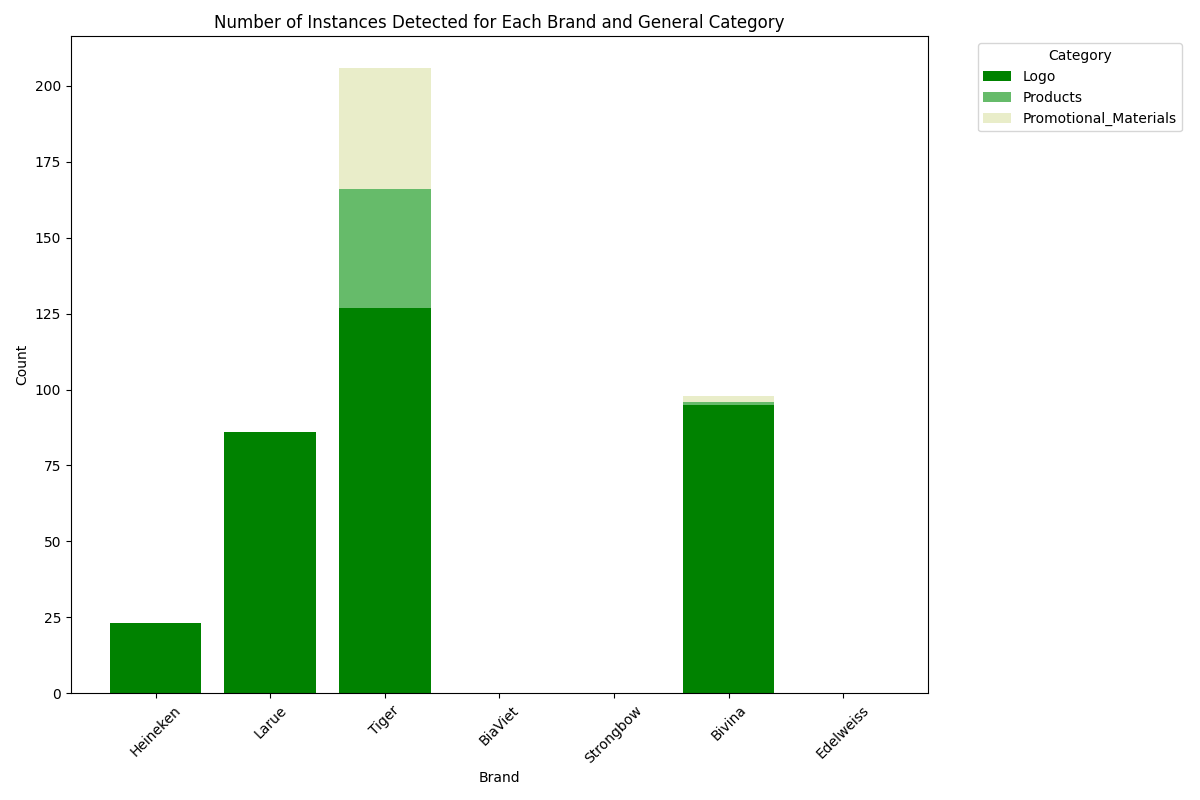 Number of Instances Detected for Each Brand and General Category
Category
Logo
Products
Promotional_Materials
Count
200
175
150
125
100
75
50
25
0
Heineken
Larue
Tiger
BiaViet
Strongbow
Bivina
Edelweiss
Brand